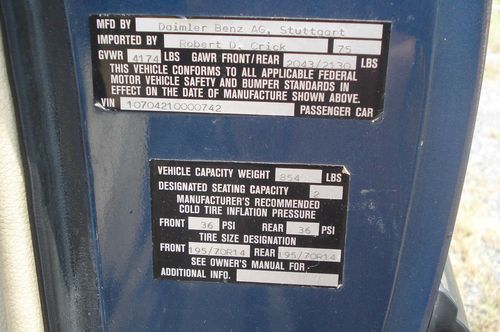 MFD BY Daimler Benz AG, Stuttgart
IMPORTED BY Robert D. Crick 75
GVWR 4174 LBS GAWR FRONT/REAR 2043/2130 LBS
THIS VEHICLE CONFORMS TO ALL APPLICABLE FEDERAL
MOTOR VEHICLE SAFETY AND BUMPER STANDARDS IN
EFFECT ON THE DATE OF MANUFACTURE SHOWN ABOVE.
VIN 10704210000742 PASSENGER CAR
VEHICLE CAPACITY WEIGHT 854 LBS
DESIGNATED SEATING CAPACITY 2
MANUFACTURER'S RECOMMENDED
COLD TIRE INFLATION PRESSURE
FRONT 36 PSI REAR 36 PSI
TIRE SIZE DESIGNATION
FRONT 195/70R14 REAR 195/70R14
SEE OWNER'S MANUAL FOR
ADDITIONAL INFO.